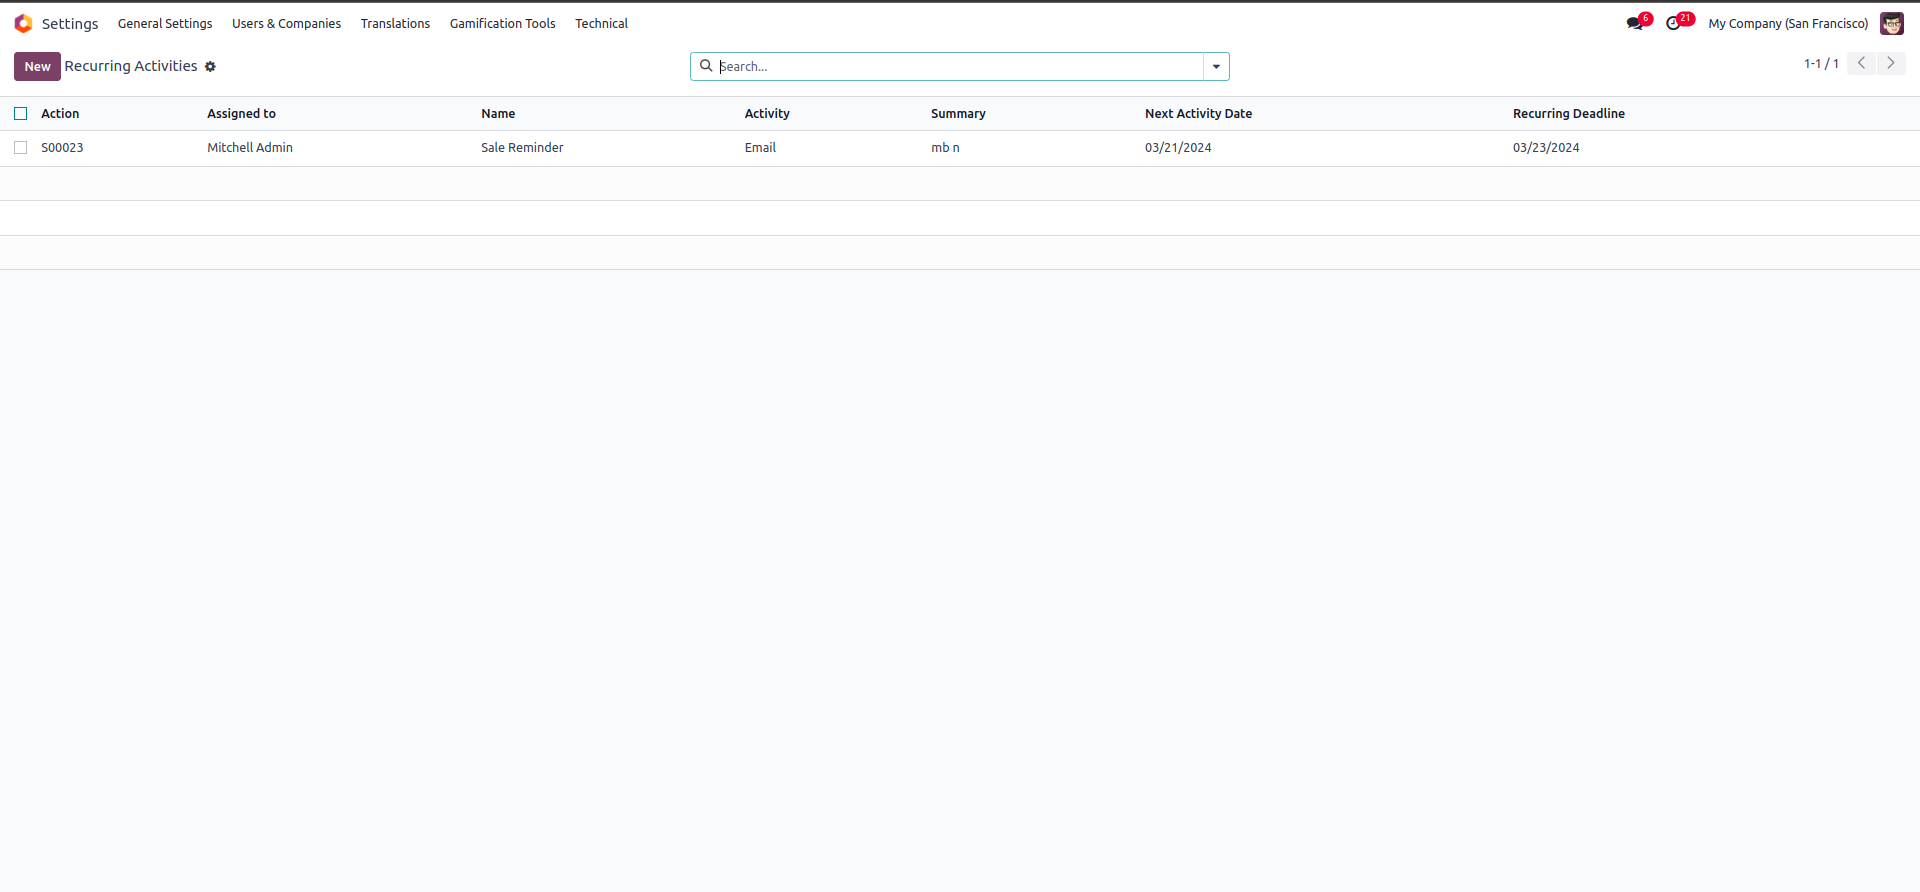 Settings General Settings Users & Companies Translations Gamification Tools Technical 6 21 My Company (San Francisco)
New Recurring Activities Search... 1-1 / 1
Action Assigned to Name Activity Summary Next Activity Date Recurring Deadline
S00023 Mitchell Admin Sale Reminder Email mb n 03/21/2024 03/23/2024